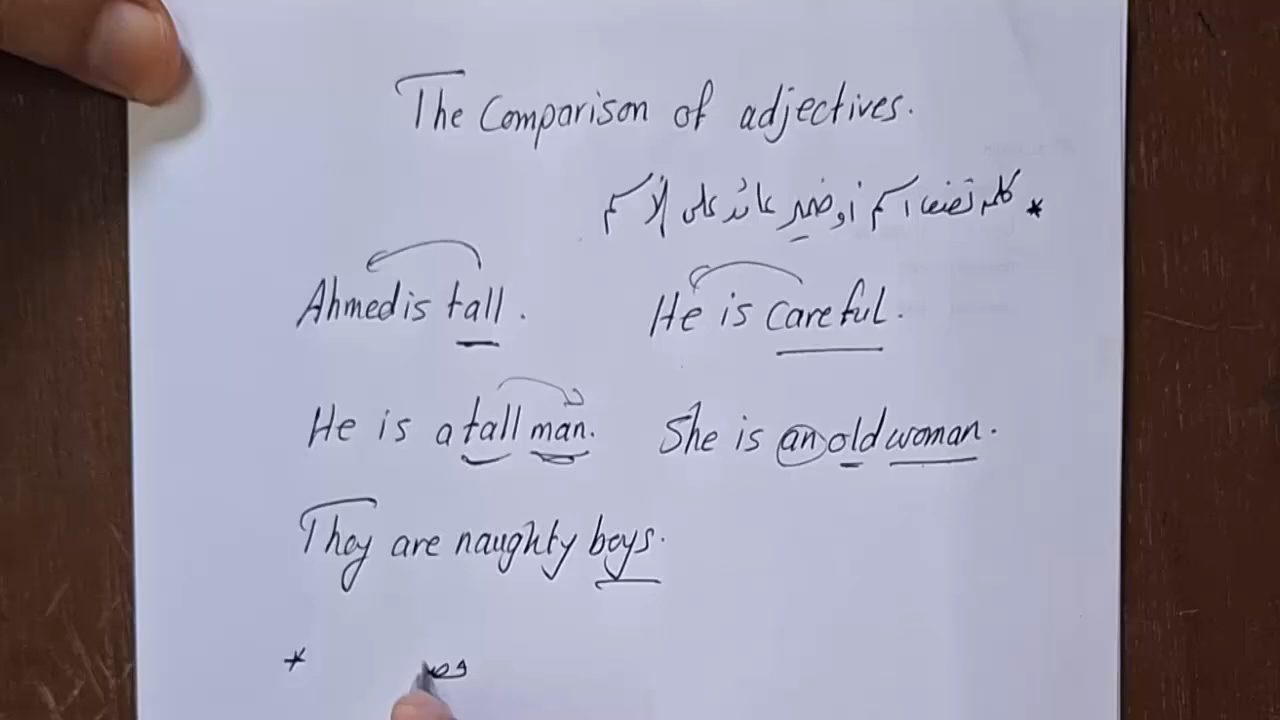 The Comparison of adjectives.
* كلمة تصف اسم أو ضمير عائد على الاسم
Ahmed is tall. He is careful.
He is a tall man. She is an old woman.
They are naughty boys.
*